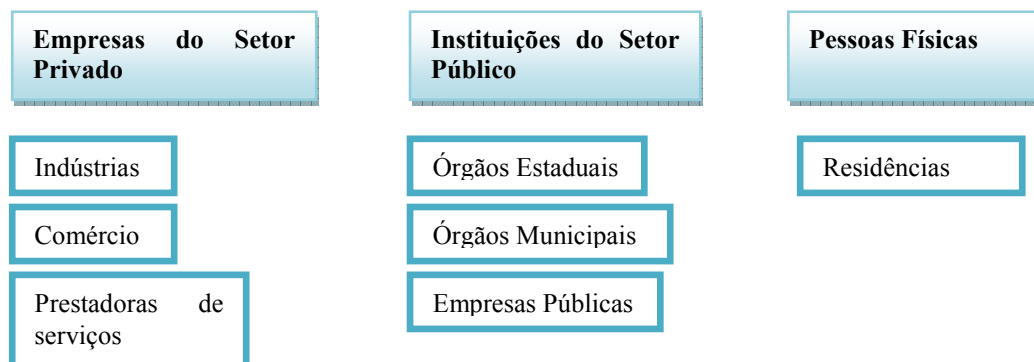 Empresas do Setor
Privado
Indústrias
Comércio
Prestadoras de
serviços
Instituições do Setor
Público
Órgãos Estaduais
Órgãos Municipais
Empresas Públicas
Pessoas Físicas
Residências